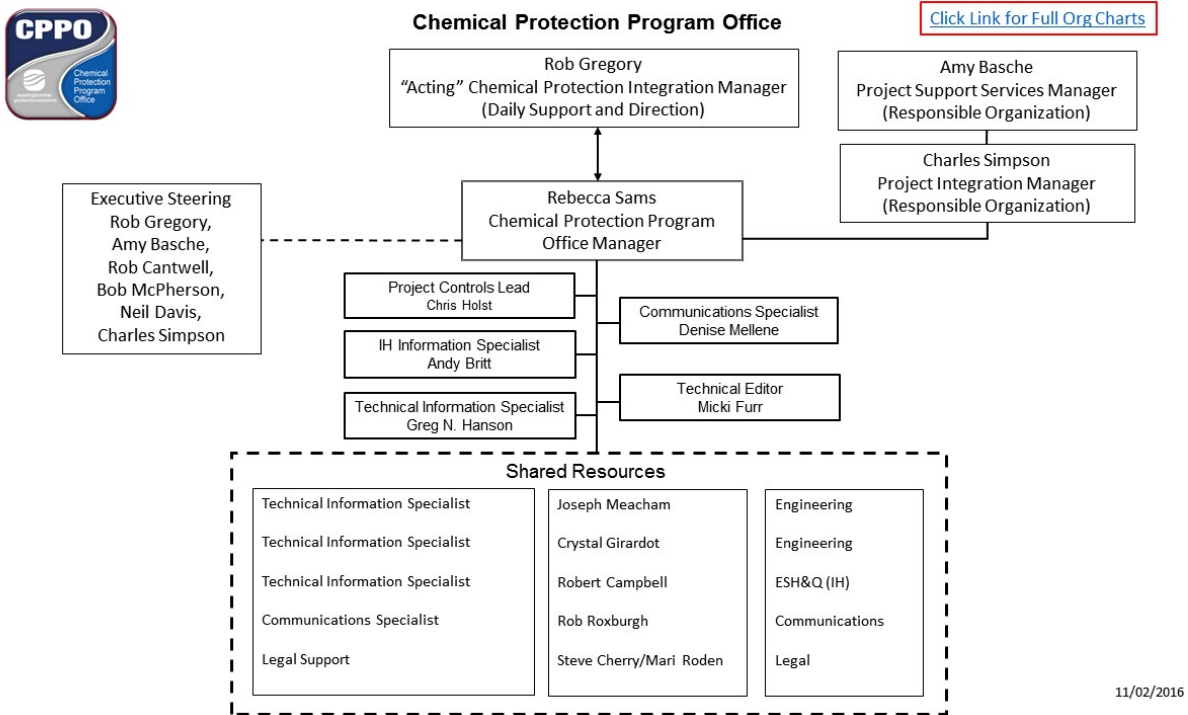 CPPO
Chemical
Protection
Program
Office
Chemical Protection Program Office
Click Link for Full Org Charts
Rob Gregory
“Acting” Chemical Protection Integration Manager
(Daily Support and Direction)
Amy Basche
Project Support Services Manager
(Responsible Organization)
Charles Simpson
Project Integration Manager
(Responsible Organization)
Executive Steering
Rob Gregory,
Amy Basche,
Rob Cantwell,
Bob McPherson,
Neil Davis,
Charles Simpson
Rebecca Sams
Chemical Protection Program
Office Manager
Project Controls Lead
Chris Holst
Communications Specialist
Denise Mellene
IH Information Specialist
Andy Britt
Technical Editor
Micki Furr
Technical Information Specialist
Greg N. Hanson
Shared Resources
Technical Information Specialist Joseph Meacham Engineering
Technical Information Specialist Crystal Girardot Engineering
Technical Information Specialist Robert Campbell ESH&Q (IH)
Communications Specialist Rob Roxburgh Communications
Legal Support Steve Cherry/Mari Roden Legal
11/02/2016